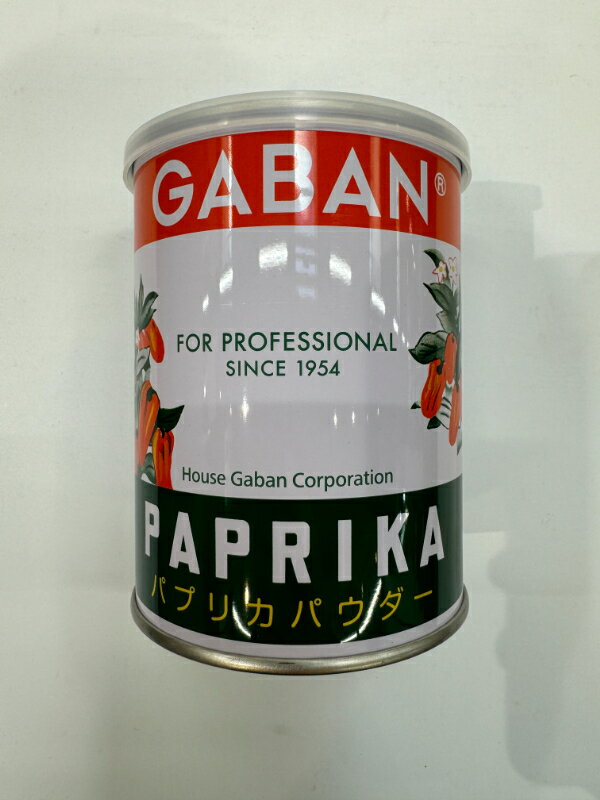 GABAN®
FOR PROFESSIONAL
SINCE 1954
House Gaban Corporation
PAPRIKA
パプリカパウダー